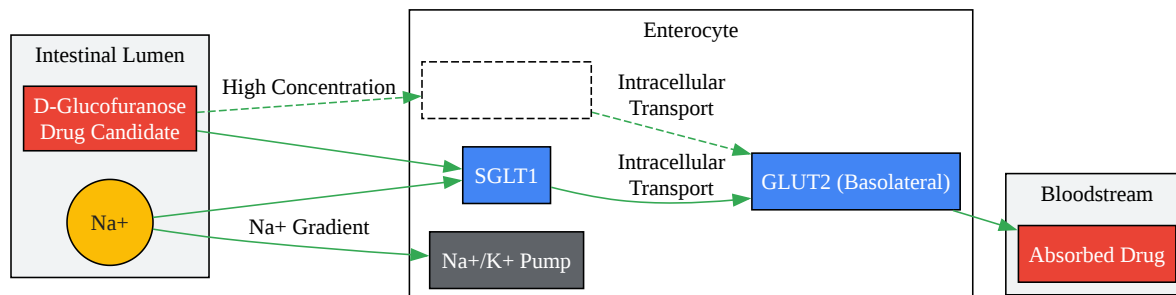 Enterocyte
Intestinal Lumen
D-Glucofuranose
Drug Candidate
High Concentration
Intracellular
Transport
SGLT1
Intracellular
Transport
GLUT2 (Basolateral)
Na+
Na+ Gradient
Na+/K+ Pump
Bloodstream
Absorbed Drug